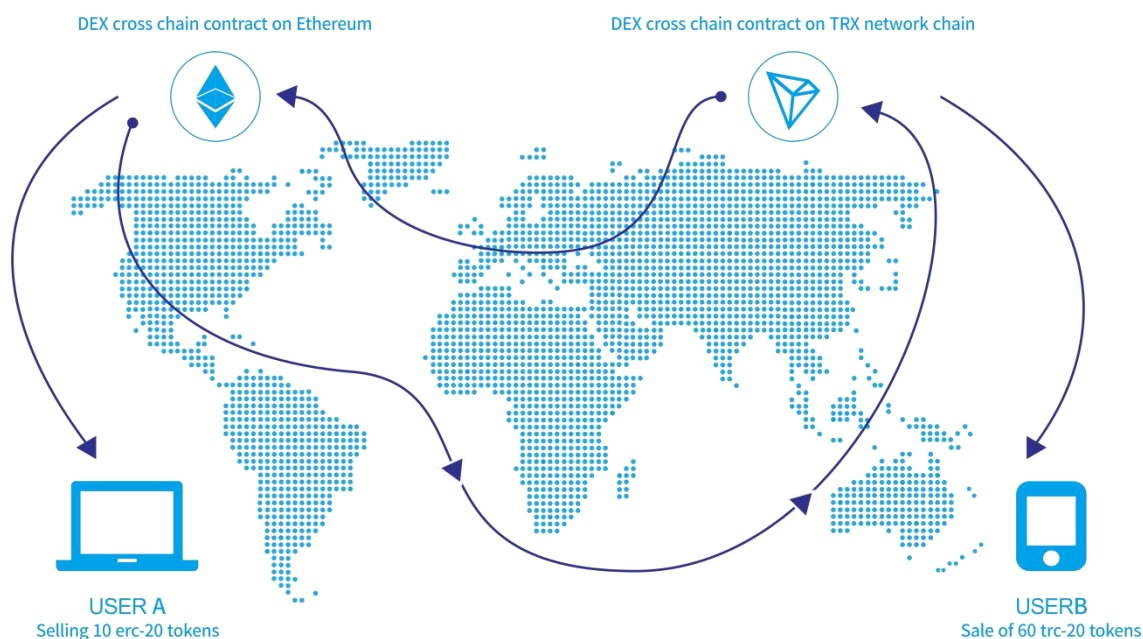 DEX cross chain contract on Ethereum
DEX cross chain contract on TRX network chain
USER A
Selling 10 erc-20 tokens
USERB
Sale of 60 trc-20 tokens